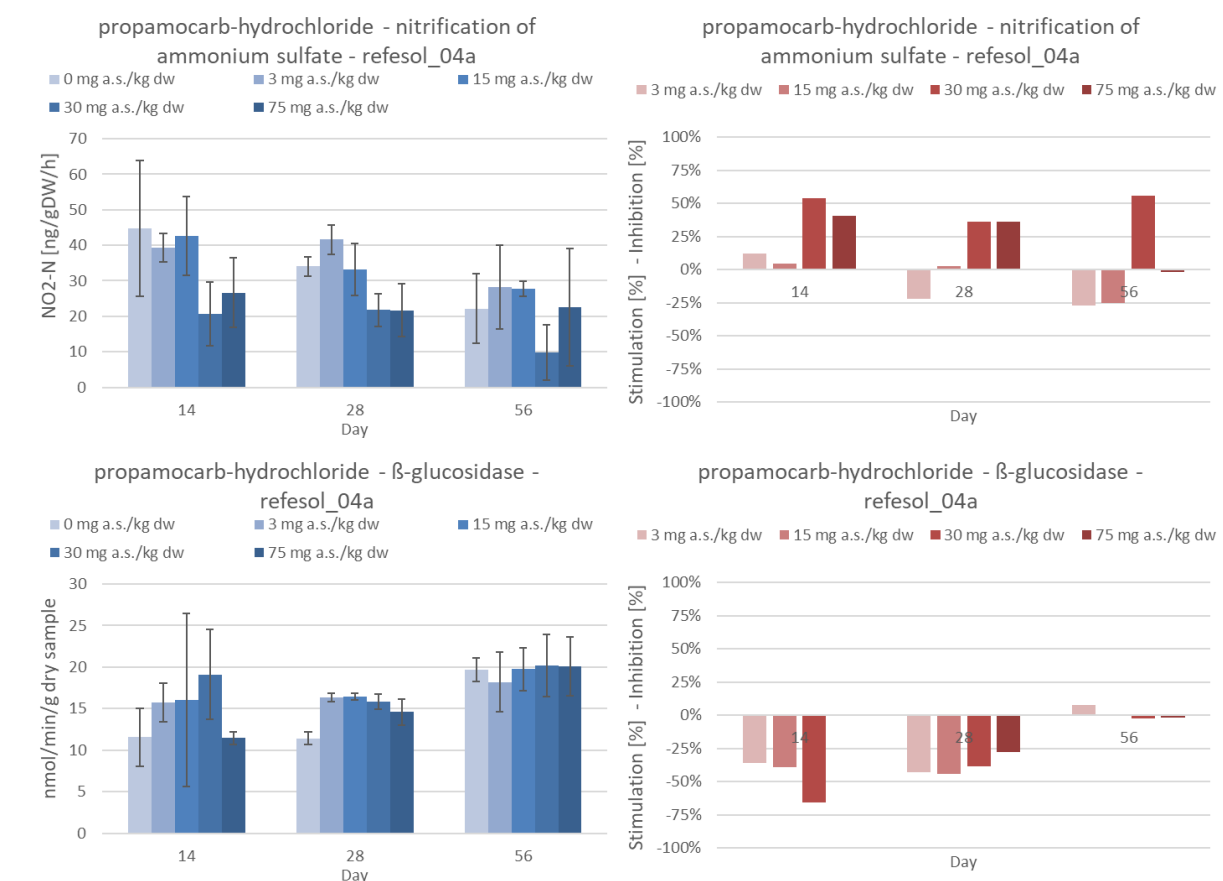 propamocarb-hydrochloride - nitrification of
ammonium sulfate - refesol_04a
0 mg a.s./kg dw 3 mg a.s./kg dw 15 mg a.s./kg dw
30 mg a.s./kg dw 75 mg a.s./kg dw
NO2-N [ng/gDW/h]
70
60
50
40
30
20
10
0
14 28 56
Day
propamocarb-hydrochloride - nitrification of
ammonium sulfate - refesol_04a
3 mg a.s./kg dw 15 mg a.s./kg dw 30 mg a.s./kg dw 75 mg a.s./kg dw
Stimulation [%] - Inhibition [%]
100%
75%
50%
25%
0%
-25%
-50%
-75%
-100%
14 28 56
Day
propamocarb-hydrochloride - ß-glucosidase -
refesol_04a
0 mg a.s./kg dw 3 mg a.s./kg dw 15 mg a.s./kg dw
30 mg a.s./kg dw 75 mg a.s./kg dw
nmol/min/g dry sample
30
25
20
15
10
5
0
14 28 56
Day
propamocarb-hydrochloride - ß-glucosidase -
refesol_04a
3 mg a.s./kg dw 15 mg a.s./kg dw 30 mg a.s./kg dw 75 mg a.s./kg dw
Stimulation [%] - Inhibition [%]
100%
75%
50%
25%
0%
-25%
-50%
-75%
-100%
14 28 56
Day